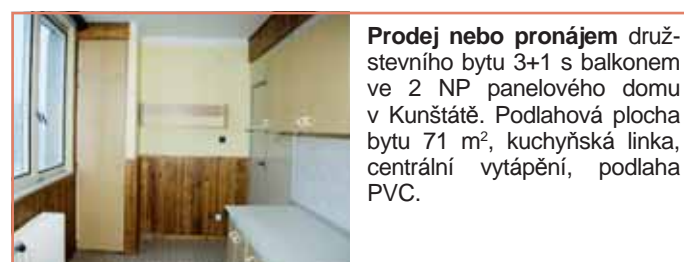 Prodej nebo pronájem druž-
stevního bytu 3+1 s balkonem
ve 2 NP panelového domu
v Kunštátě. Podlahová plocha
bytu 71 m², kuchyňská linka,
centrální vytápění, podlaha
PVC.